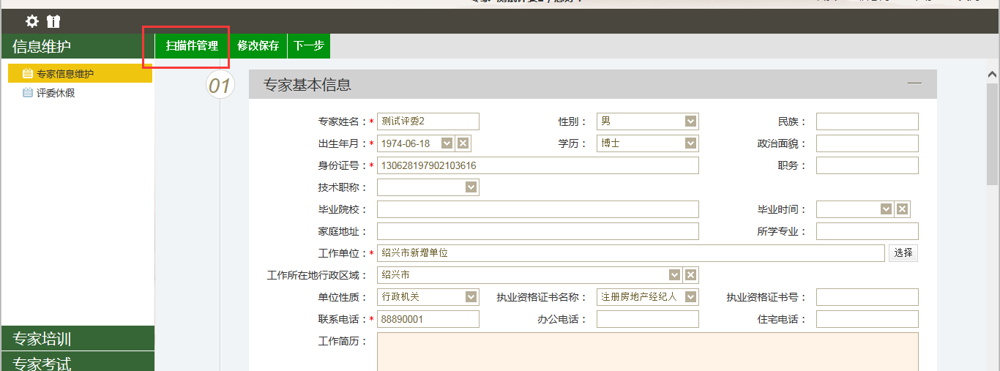 信息维护
扫描件管理 修改保存 下一步
专家信息维护
评委休假
01 专家基本信息
专家姓名：* 测试评委2 性别： 男 民族：
出生年月：* 1974-06-18 学历： 博士 政治面貌：
身份证号：* 130628197902103616 职务：
技术职称：
毕业院校： 毕业时间：
家庭地址： 所学专业：
工作单位：* 绍兴市新增单位 选择
工作所在地行政区域： 绍兴市
单位性质： 行政机关 执业资格证书名称： 注册房地产经纪人 执业资格证书号：
联系电话：* 88890001 办公电话： 住宅电话：
工作简历：
专家培训
专家考试